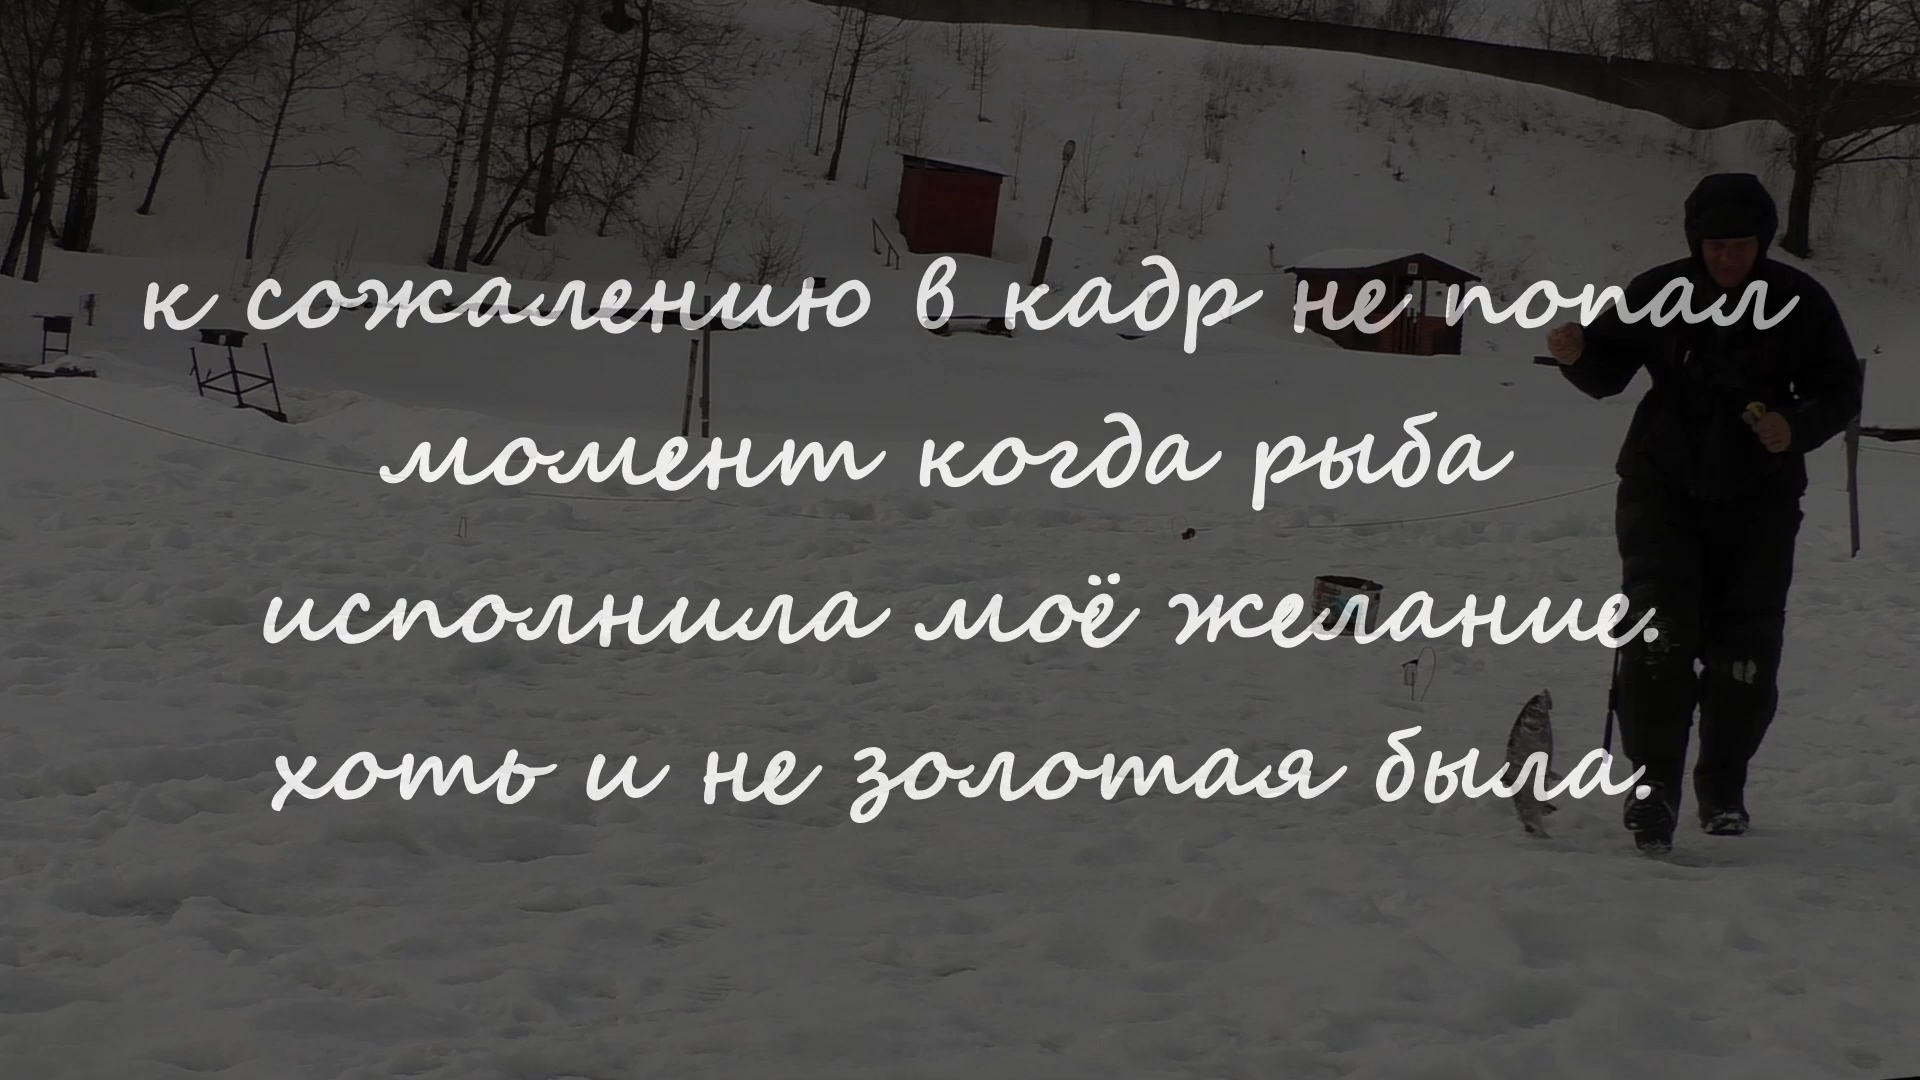 к сожалению в кадр не попал
момент когда рыба
исполнила моё желание.
хоть и не золотая была.